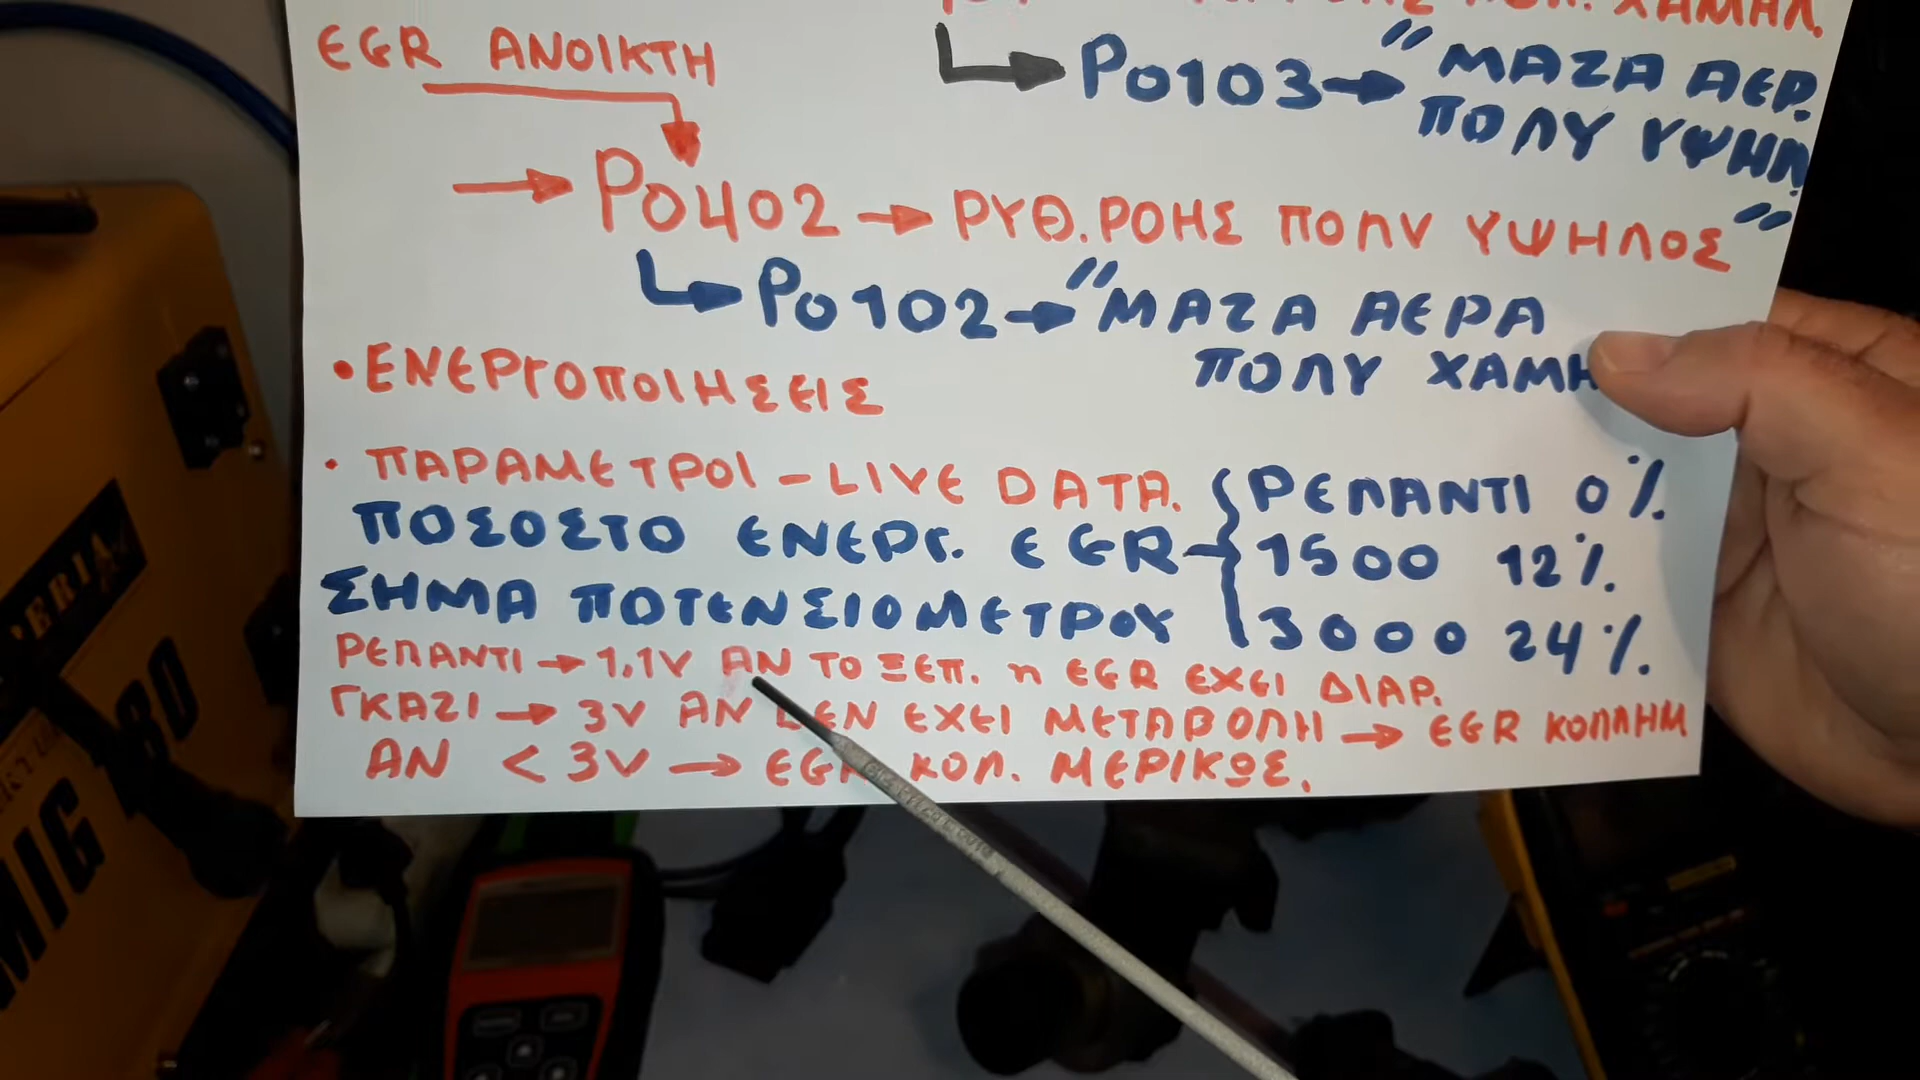 ΧΑΜΗΛ.
EGR ΑΝΟΙΚΤΗ
P0103 → "ΜΑΖΑ ΑΕΡ.
ΠΟΛΥ ΥΨΗΛ
"
→ P0402 → ΡΥΘ. ΡΟΗΣ ΠΟΛΥ ΥΨΗΛΟΣ
P0102 → "ΜΑΖΑ ΑΕΡΑ
ΠΟΛΥ ΧΑΜΗ
• ΕΝΕΡΓΟΠΟΙΗΣΕΙΣ
• ΠΑΡΑΜΕΤΡΟΙ – LIVE DATA.
ΠΟΣΟΣΤΟ ΕΝΕΡΓ. EGR
ΡΕΛΑΝΤΙ 0%.
1500 12%.
3000 24%.
ΣΗΜΑ ΠΟΤΕΝΣΙΟΜΕΤΡΟΥ
ΡΕΛΑΝΤΙ → 1,1V ΑΝ ΤΟ ΞΕΠ. η EGR ΕΧΕΙ ΔΙΑΡ.
ΓΚΑΖΙ → 3V ΑΝ ΔΕΝ ΕΧΕΙ ΜΕΤΑΒΟΛΗ → EGR ΚΟΛΛΗΜ
ΑΝ < 3V → EGR ΚΟΛ. ΜΕΡΙΚΩΣ.
MIG